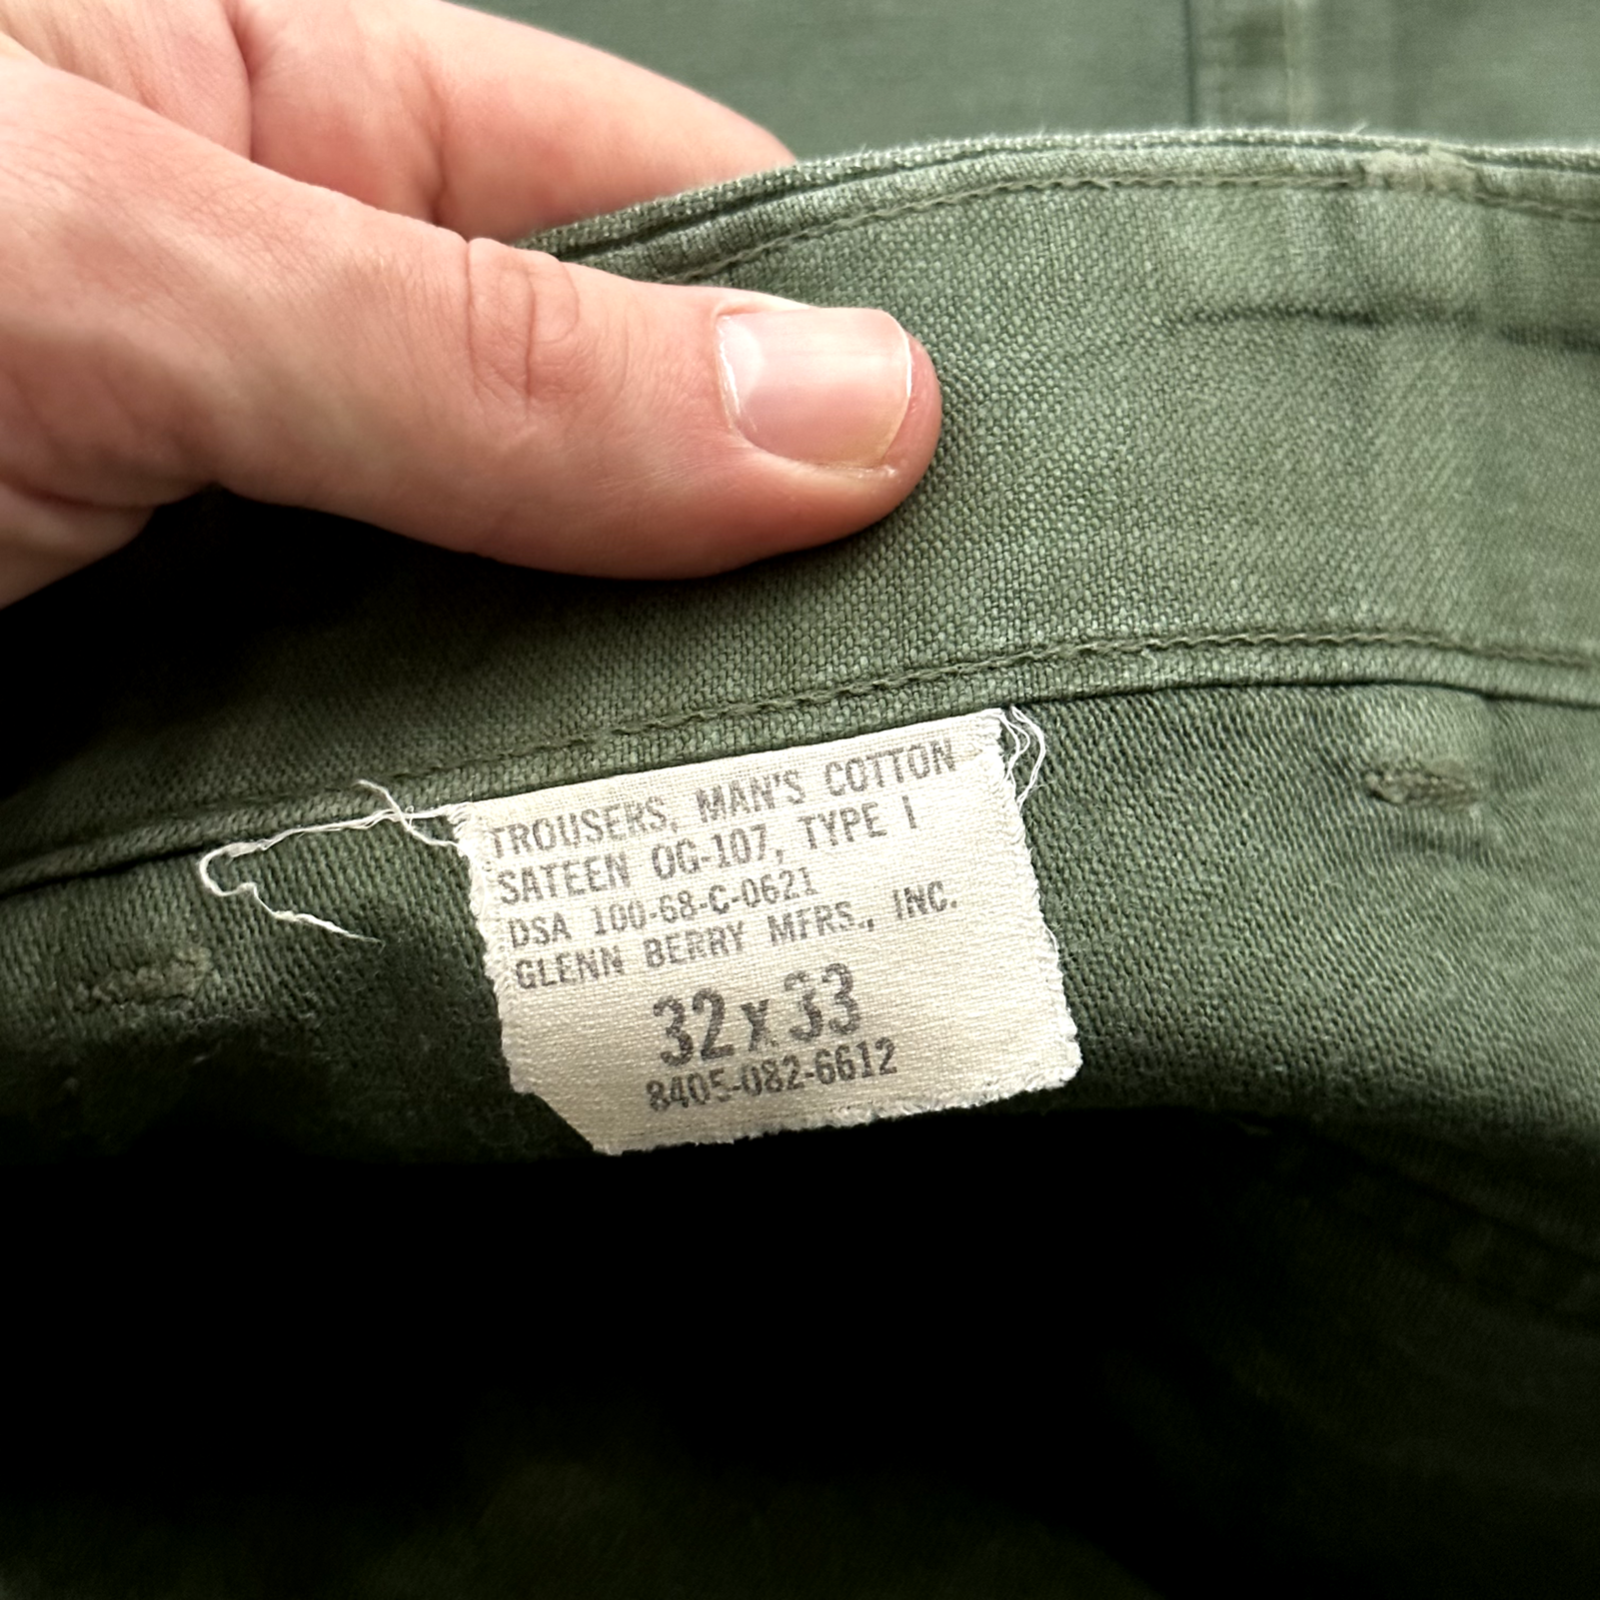 TROUSERS, MAN'S COTTON
SATEEN OG-107, TYPE I
DSA 100-68-C-0621
GLENN BERRY MFRS., INC.
32 x 33
8405-082-6612